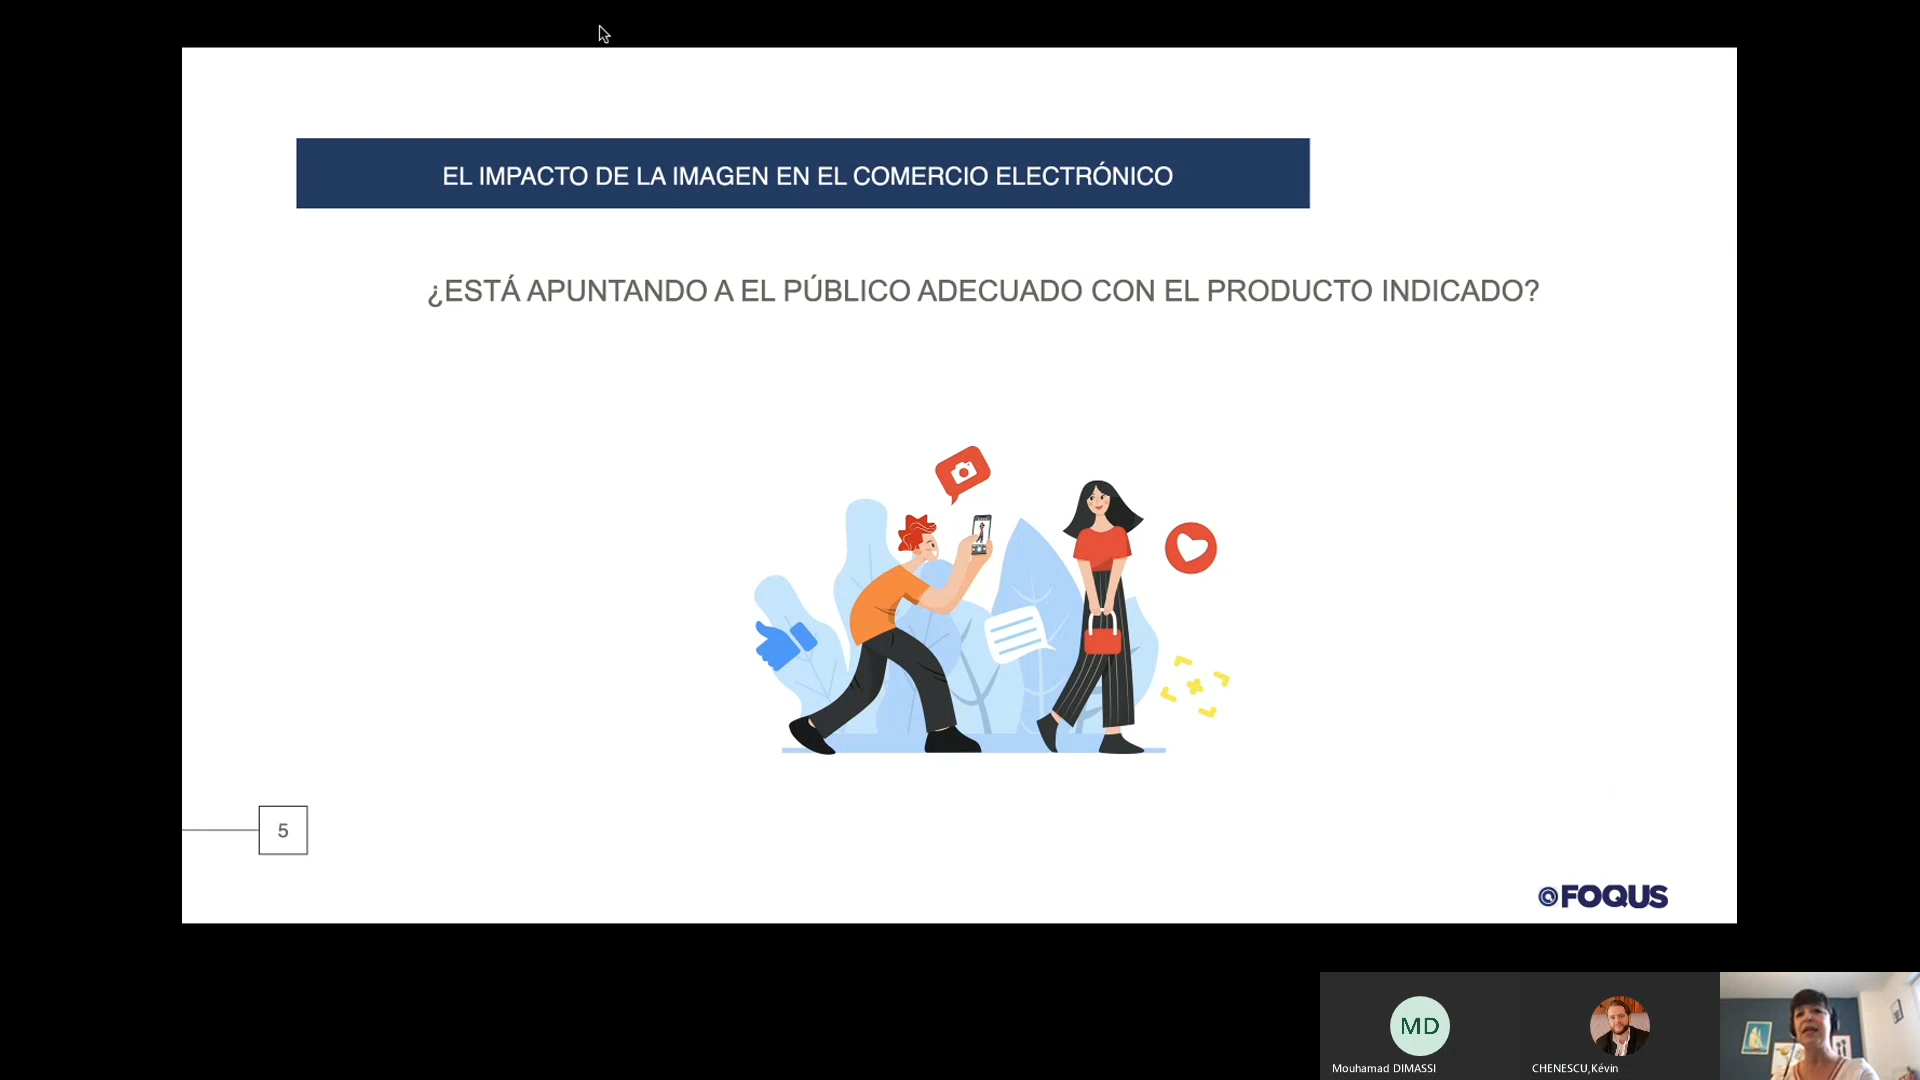 EL IMPACTO DE LA IMAGEN EN EL COMERCIO ELECTRÓNICO
¿ESTÁ APUNTANDO A EL PÚBLICO ADECUADO CON EL PRODUCTO INDICADO?
5
FOQUS
MD
Mouhamad DIMASSI
CHENESCU,Kévin